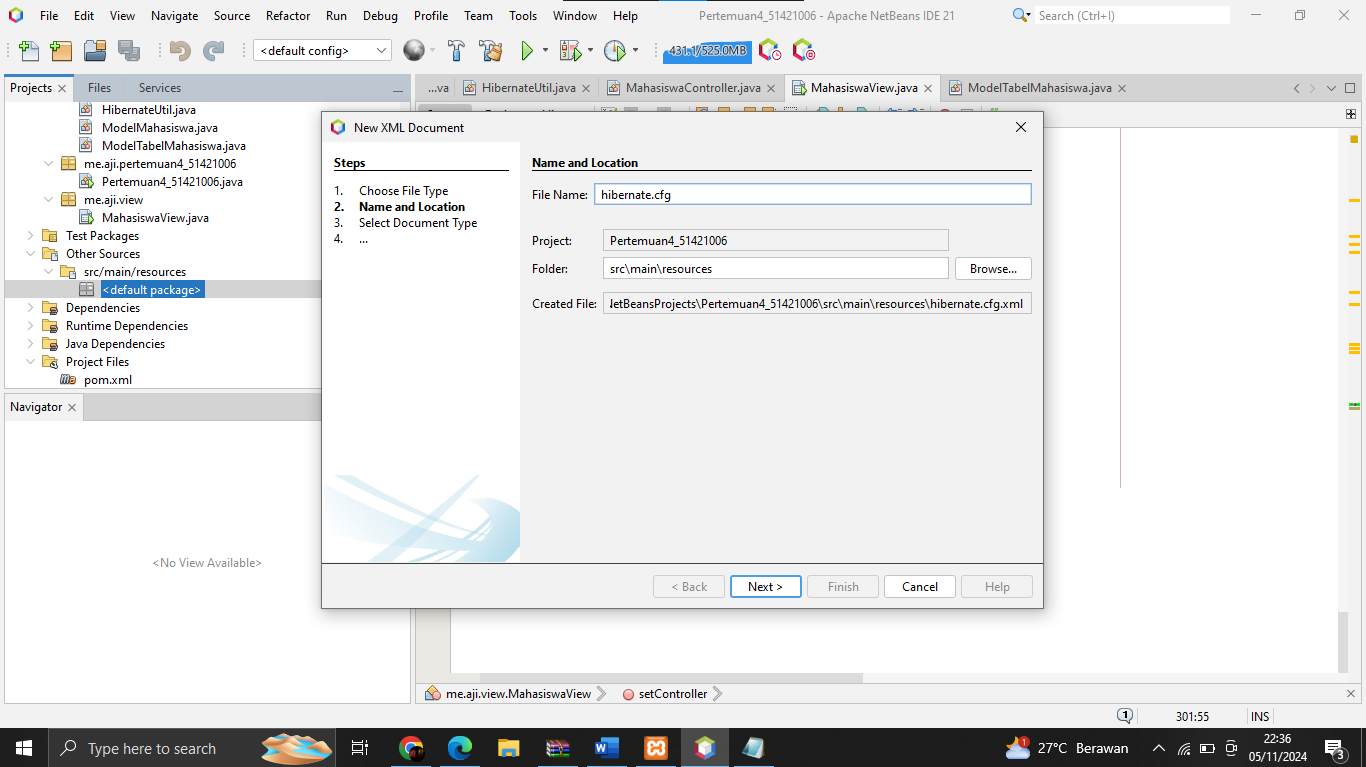 File Edit View Navigate Source Refactor Run Debug Profile Team Tools Window Help
Pertemuan4_51421006 - Apache NetBeans IDE 21
Search (Ctrl+I)
<default config>
431.1/525.0MB
Projects Files Services
...va HibernateUtil.java MahasiswaController.java MahasiswaView.java ModelTabelMahasiswa.java
HibernateUtil.java
ModelMahasiswa.java
ModelTabelMahasiswa.java
me.aji.pertemuan4_51421006
Pertemuan4_51421006.java
me.aji.view
MahasiswaView.java
Test Packages
Other Sources
src/main/resources
<default package>
Dependencies
Runtime Dependencies
Java Dependencies
Project Files
pom.xml
Navigator
<No View Available>
New XML Document
Steps
1. Choose File Type
2. Name and Location
3. Select Document Type
4. ...
Name and Location
File Name: hibernate.cfg
Project: Pertemuan4_51421006
Folder: src\main\resources Browse...
Created File: NetBeansProjects\Pertemuan4_51421006\src\main\resources\hibernate.cfg.xml
< Back Next > Finish Cancel Help
me.aji.view.MahasiswaView setController
1 301:55 INS
Type here to search
27°C Berawan
22:36
05/11/2024
3